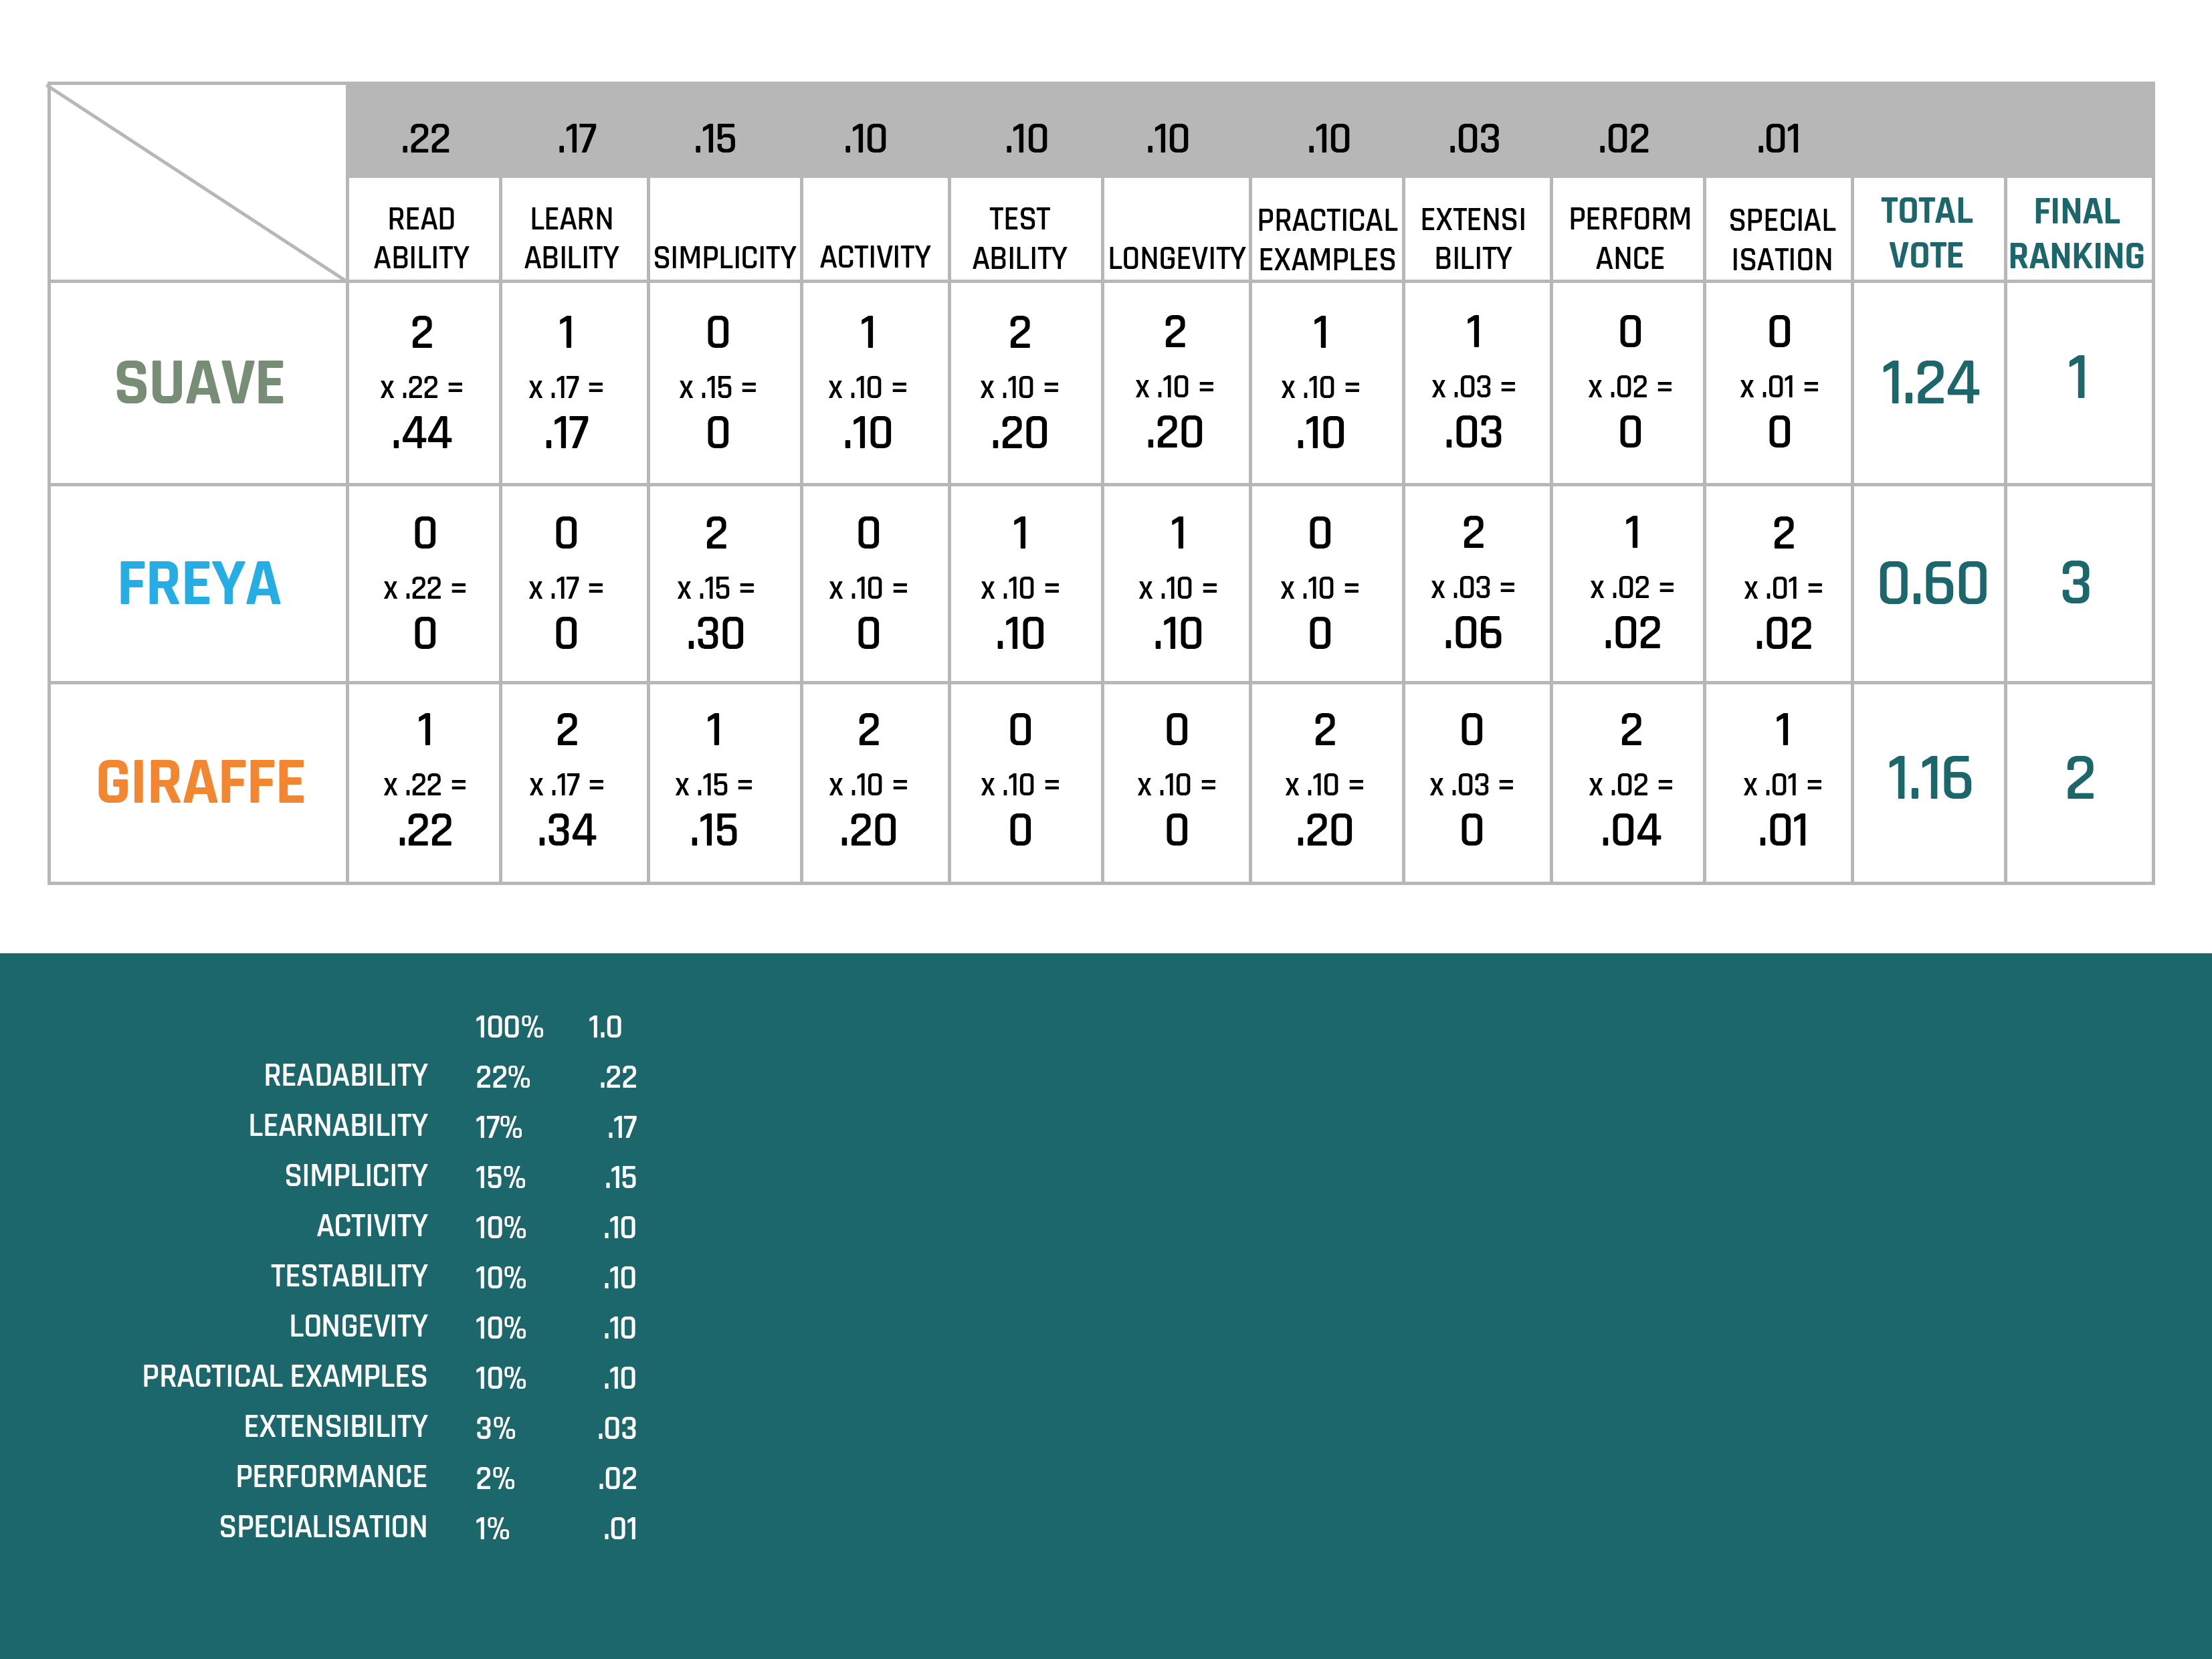 .22 .17 .15 .10 .10 .10 .10 .03 .02 .01
READ LEARN TEST PRACTICAL EXTENSI PERFORM SPECIAL TOTAL FINAL
ABILITY ABILITY SIMPLICITY ACTIVITY ABILITY LONGEVITY EXAMPLES BILITY ANCE ISATION VOTE RANKING
2 1 0 1 2 2 1 1 0 0
SUAVE x .22 = x .17 = x .15 = x .10 = x .10 = x .10 = x .10 = x .03 = x .02 = x .01 = 1.24 1
.44 .17 0 .10 .20 .20 .10 .03 0 0
0 0 2 0 1 1 0 2 1 2
FREYA x .22 = x .17 = x .15 = x .10 = x .10 = x .10 = x .10 = x .03 = x .02 = x .01 = 0.60 3
0 0 .30 0 .10 .10 0 .06 .02 .02
1 2 1 2 0 0 2 0 2 1
GIRAFFE x .22 = x .17 = x .15 = x .10 = x .10 = x .10 = x .10 = x .03 = x .02 = x .01 = 1.16 2
.22 .34 .15 .20 0 0 .20 0 .04 .01
100% 1.0
READABILITY 22% .22
LEARNABILITY 17% .17
SIMPLICITY 15% .15
ACTIVITY 10% .10
TESTABILITY 10% .10
LONGEVITY 10% .10
PRACTICAL EXAMPLES 10% .10
EXTENSIBILITY 3% .03
PERFORMANCE 2% .02
SPECIALISATION 1% .01